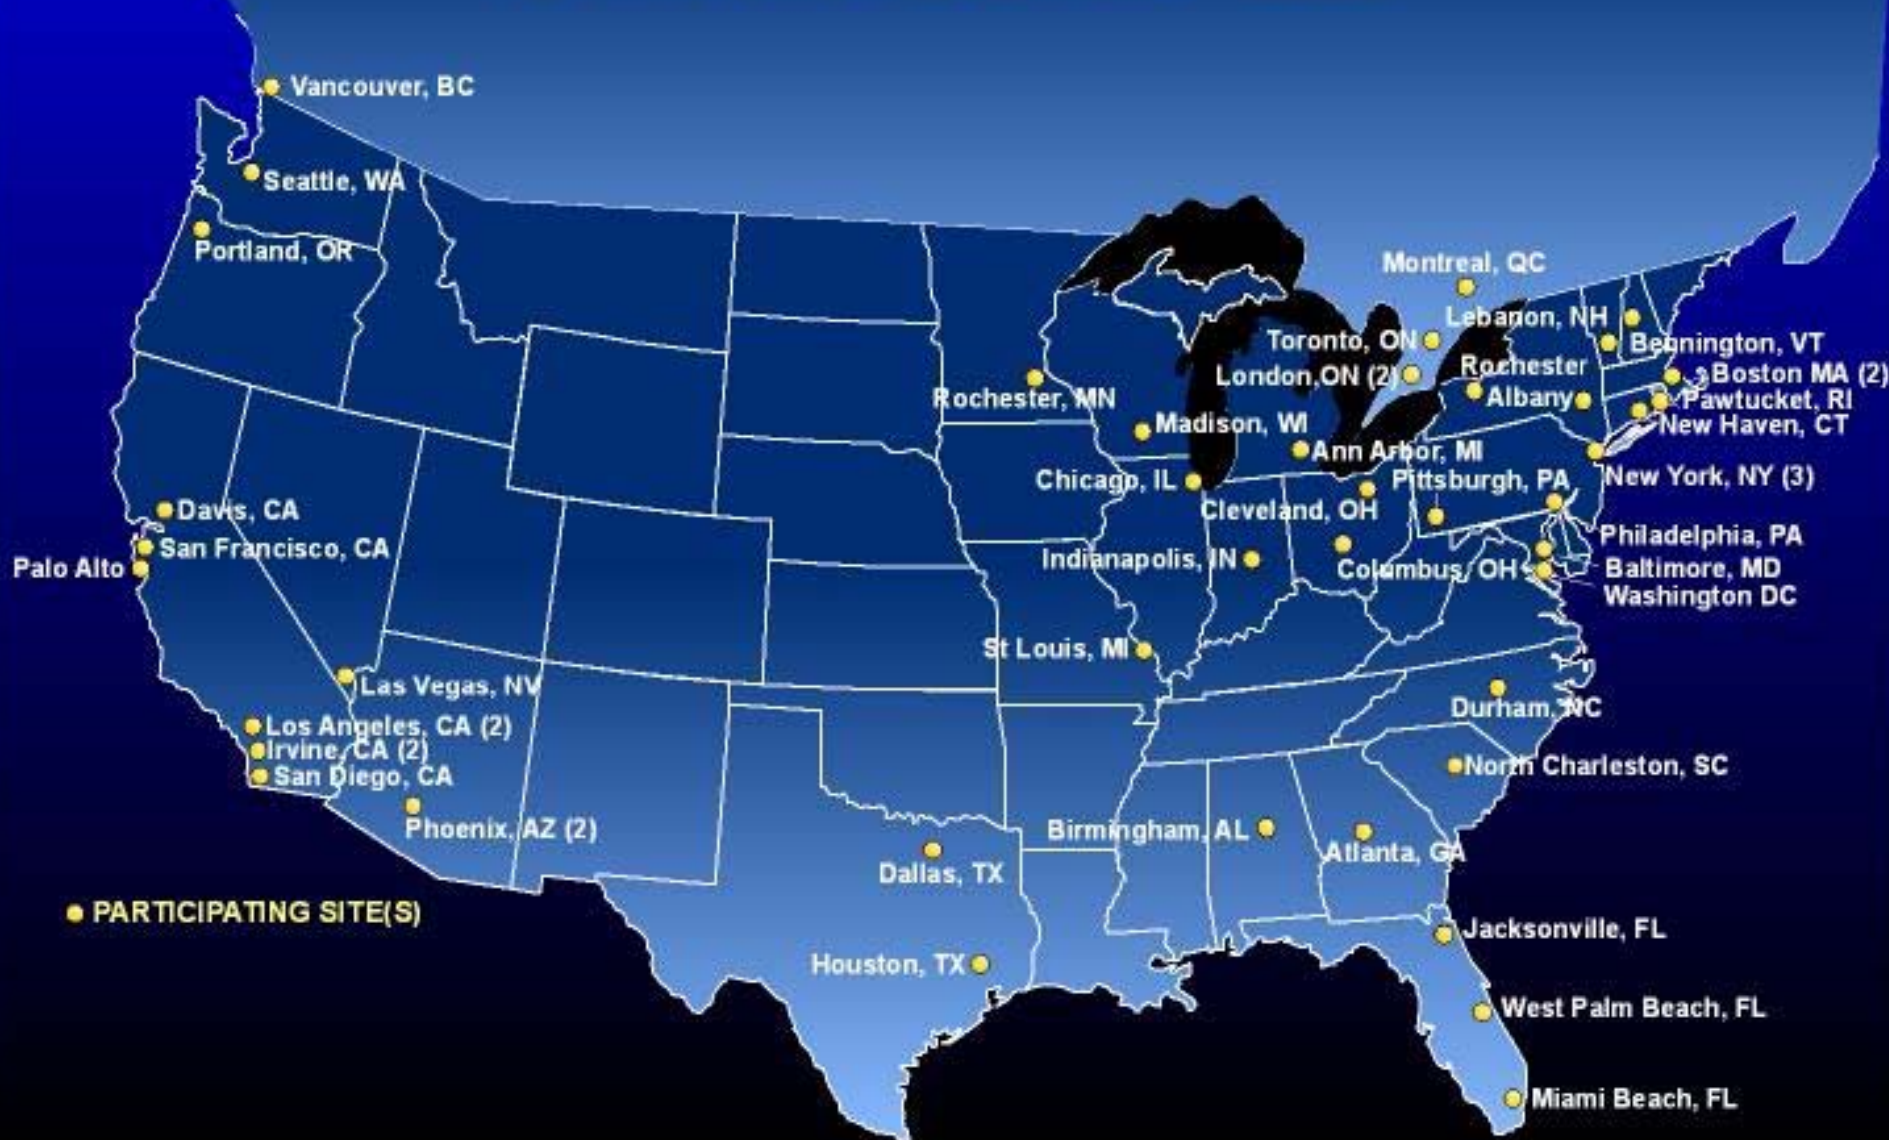 Vancouver, BC
Seattle, WA
Portland, OR
Montreal, QC
Lebanon, NH
Toronto, ON
Bennington, VT
Rochester
London,ON (2)
Boston MA (2)
Rochester, MN
Albany
Pawtucket, RI
Madison, WI
New Haven, CT
Ann Arbor, MI
Chicago, IL
Pittsburgh, PA
New York, NY (3)
Davis, CA
Cleveland, OH
San Francisco, CA
Philadelphia, PA
Palo Alto
Indianapolis, IN
Columbus, OH
Baltimore, MD
Washington DC
St Louis, MI
Las Vegas, NV
Durham, NC
Los Angeles, CA (2)
Irvine, CA (2)
San Diego, CA
North Charleston, SC
Phoenix, AZ (2)
Birmingham, AL
Atlanta, GA
Dallas, TX
PARTICIPATING SITE(S)
Jacksonville, FL
Houston, TX
West Palm Beach, FL
Miami Beach, FL